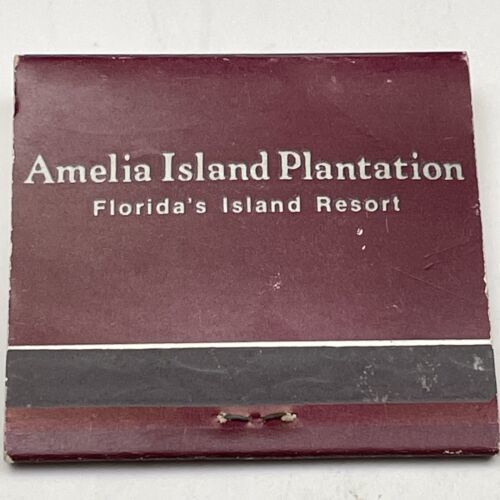 Amelia Island Plantation
Florida's Island Resort